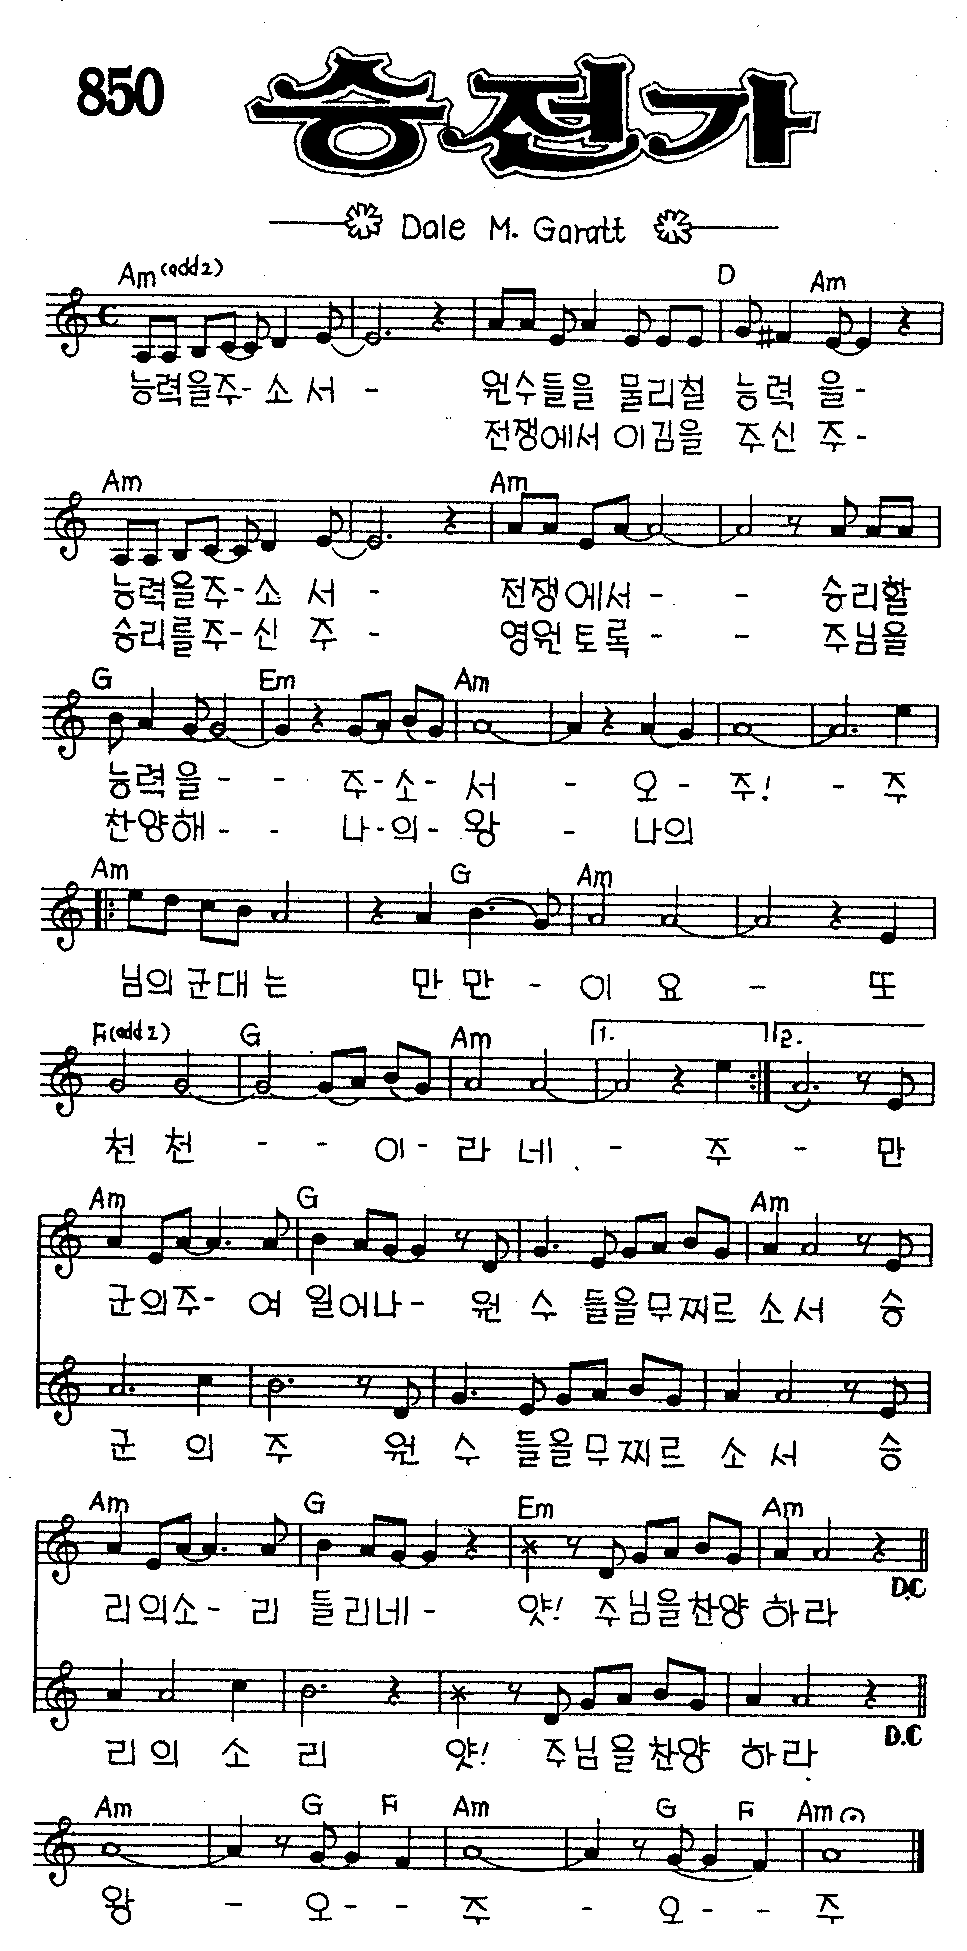 850
승전가
Dale M. Garatt
Am(add2) D Am
능력을주- 소 서 - 원수들을 물리철 능력 을-
전쟁에서 이김을 주신 주-
Am Am
능력을주- 소 서 - 전쟁에서 - - 승리할
승리를주- 신 주 - 영원토록 - - 주님을
G Em Am
능력을 - - 주-소- 서 - 오 - 주! - 주
찬양해 - - 나-의- 왕 - 나의
Am G Am
님의 군대는 만 만 - 이 요 - 또
F(add2) G Am 1. 2.
천 천 - - 이- 라 네 - 주 - 만
Am G Am
군의주- 여 일어나- 원 수 들을무찌르 소서 승
군 의 주 원 수 들을무찌르 소 서 승
Am G Em Am
D.C
리의소- 리 들리네- 얏! 주님을찬양 하라
리 의 소 리 얏! 주님을찬양 하라
D.C
Am G F Am G F Am
왕 - 오- - 주 - 오- - 주